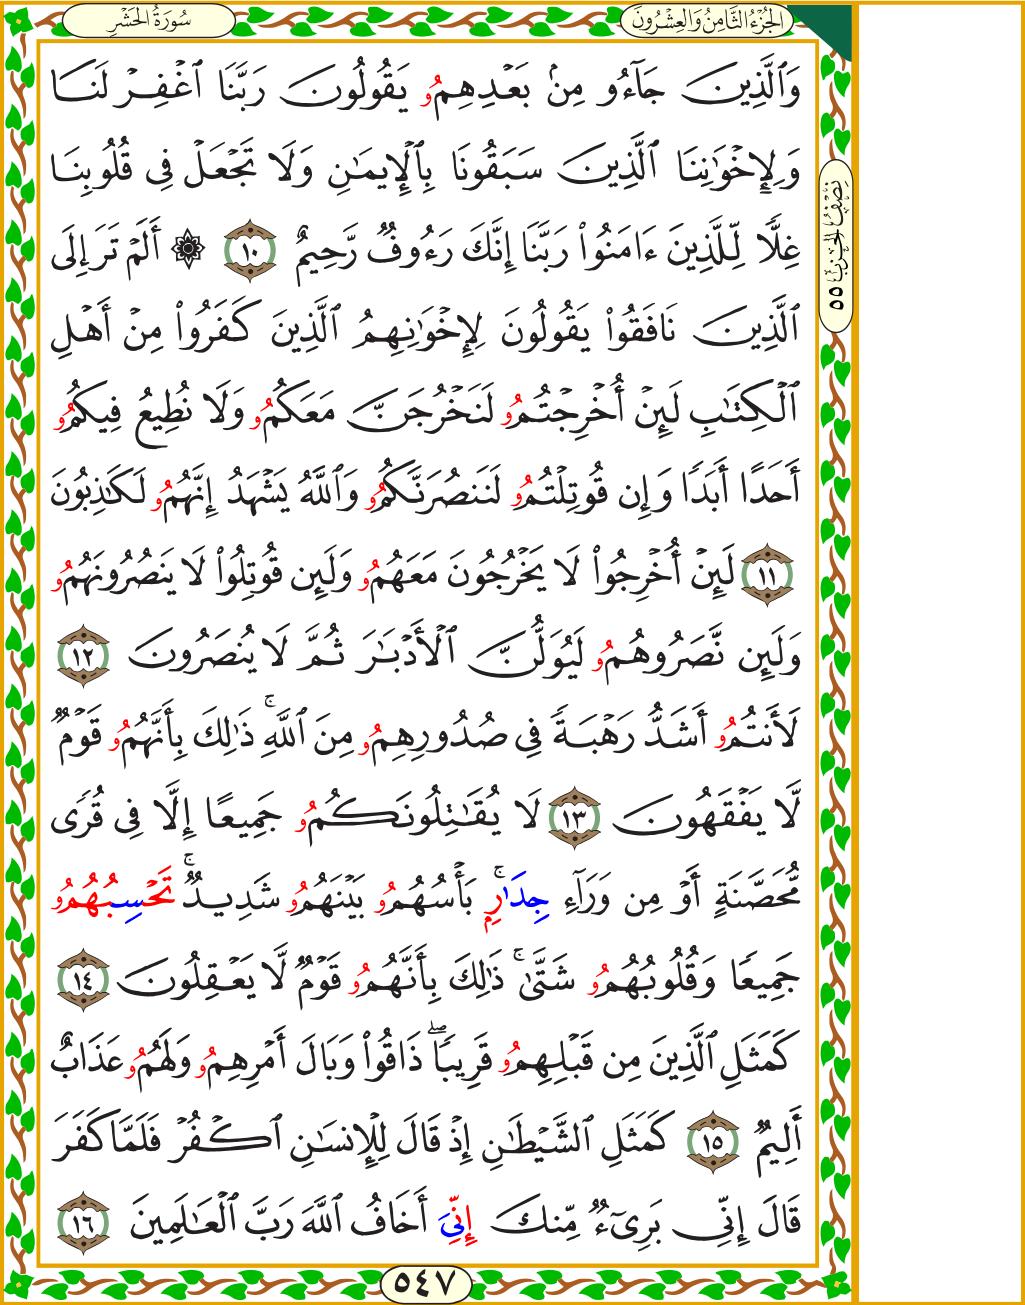 سُورَةُ الحَشْرِ
الجُزْءُ الثَّامِنُ وَالعِشْرُونَ
وَٱلَّذِينَ جَآءُو مِنۢ بَعْدِهِمُۥ يَقُولُونَ رَبَّنَا ٱغْفِرْ لَنَا
وَلِإِخْوَٰنِنَا ٱلَّذِينَ سَبَقُونَا بِٱلْإِيمَٰنِ وَلَا تَجْعَلْ فِى قُلُوبِنَا
غِلًّا لِّلَّذِينَ ءَامَنُوا۟ رَبَّنَا إِنَّكَ رَءُوفٌ رَّحِيمٌ ١٠ ۞ أَلَمْ تَرَ إِلَى
ٱلَّذِينَ نَافَقُوا۟ يَقُولُونَ لِإِخْوَٰنِهِمُ ٱلَّذِينَ كَفَرُوا۟ مِنْ أَهْلِ
ٱلْكِتَٰبِ لَئِنْ أُخْرِجْتُمُۥ لَنَخْرُجَنَّ مَعَكُمُۥ وَلَا نُطِيعُ فِيكُمُۥ
أَحَدًا أَبَدًا وَإِن قُوتِلْتُمُۥ لَنَنصُرَنَّكُمُۥ وَٱللَّهُ يَشْهَدُ إِنَّهُمُۥ لَكَٰذِبُونَ
١١ لَئِنْ أُخْرِجُوا۟ لَا يَخْرُجُونَ مَعَهُمُۥ وَلَئِن قُوتِلُوا۟ لَا يَنصُرُونَهُمُۥ
وَلَئِن نَّصَرُوهُمُۥ لَيُوَلُّنَّ ٱلْأَدْبَٰرَ ثُمَّ لَا يُنصَرُونَ ١٢
لَأَنتُمُۥ أَشَدُّ رَهْبَةً فِى صُدُورِهِمُۥ مِنَ ٱللَّهِ ۚ ذَٰلِكَ بِأَنَّهُمُۥ قَوْمٌ
لَّا يَفْقَهُونَ ١٣ لَا يُقَٰتِلُونَكُمُۥ جَمِيعًا إِلَّا فِى قُرًى
مُّحَصَّنَةٍ أَوْ مِن وَرَآءِ جِدَٰرٍ ۚ بَأْسُهُمُۥ بَيْنَهُمُۥ شَدِيدٌ ۚ تَحْسِبُهُمُۥ
جَمِيعًا وَقُلُوبُهُمُۥ شَتَّىٰ ۚ ذَٰلِكَ بِأَنَّهُمُۥ قَوْمٌ لَّا يَعْقِلُونَ ١٤
كَمَثَلِ ٱلَّذِينَ مِن قَبْلِهِمُۥ قَرِيبًا ۖ ذَاقُوا۟ وَبَالَ أَمْرِهِمُۥ وَلَهُمُۥ عَذَابٌ
أَلِيمٌ ١٥ كَمَثَلِ ٱلشَّيْطَٰنِ إِذْ قَالَ لِلْإِنسَٰنِ ٱكْفُرْ فَلَمَّا كَفَرَ
قَالَ إِنِّى بَرِىٓءٌ مِّنكَ إِنِّىَ أَخَافُ ٱللَّهَ رَبَّ ٱلْعَٰلَمِينَ ١٦
نِصْفُ الحِزْبِ ٥٥
٥٤٧